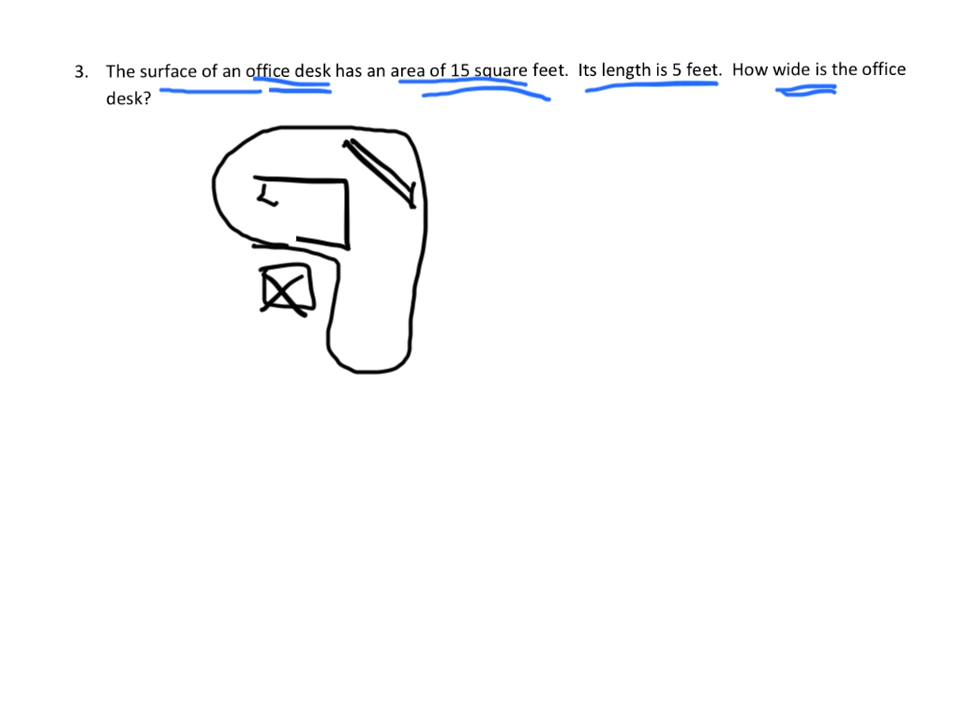 3. The surface of an office desk has an area of 15 square feet. Its length is 5 feet. How wide is the office
desk?